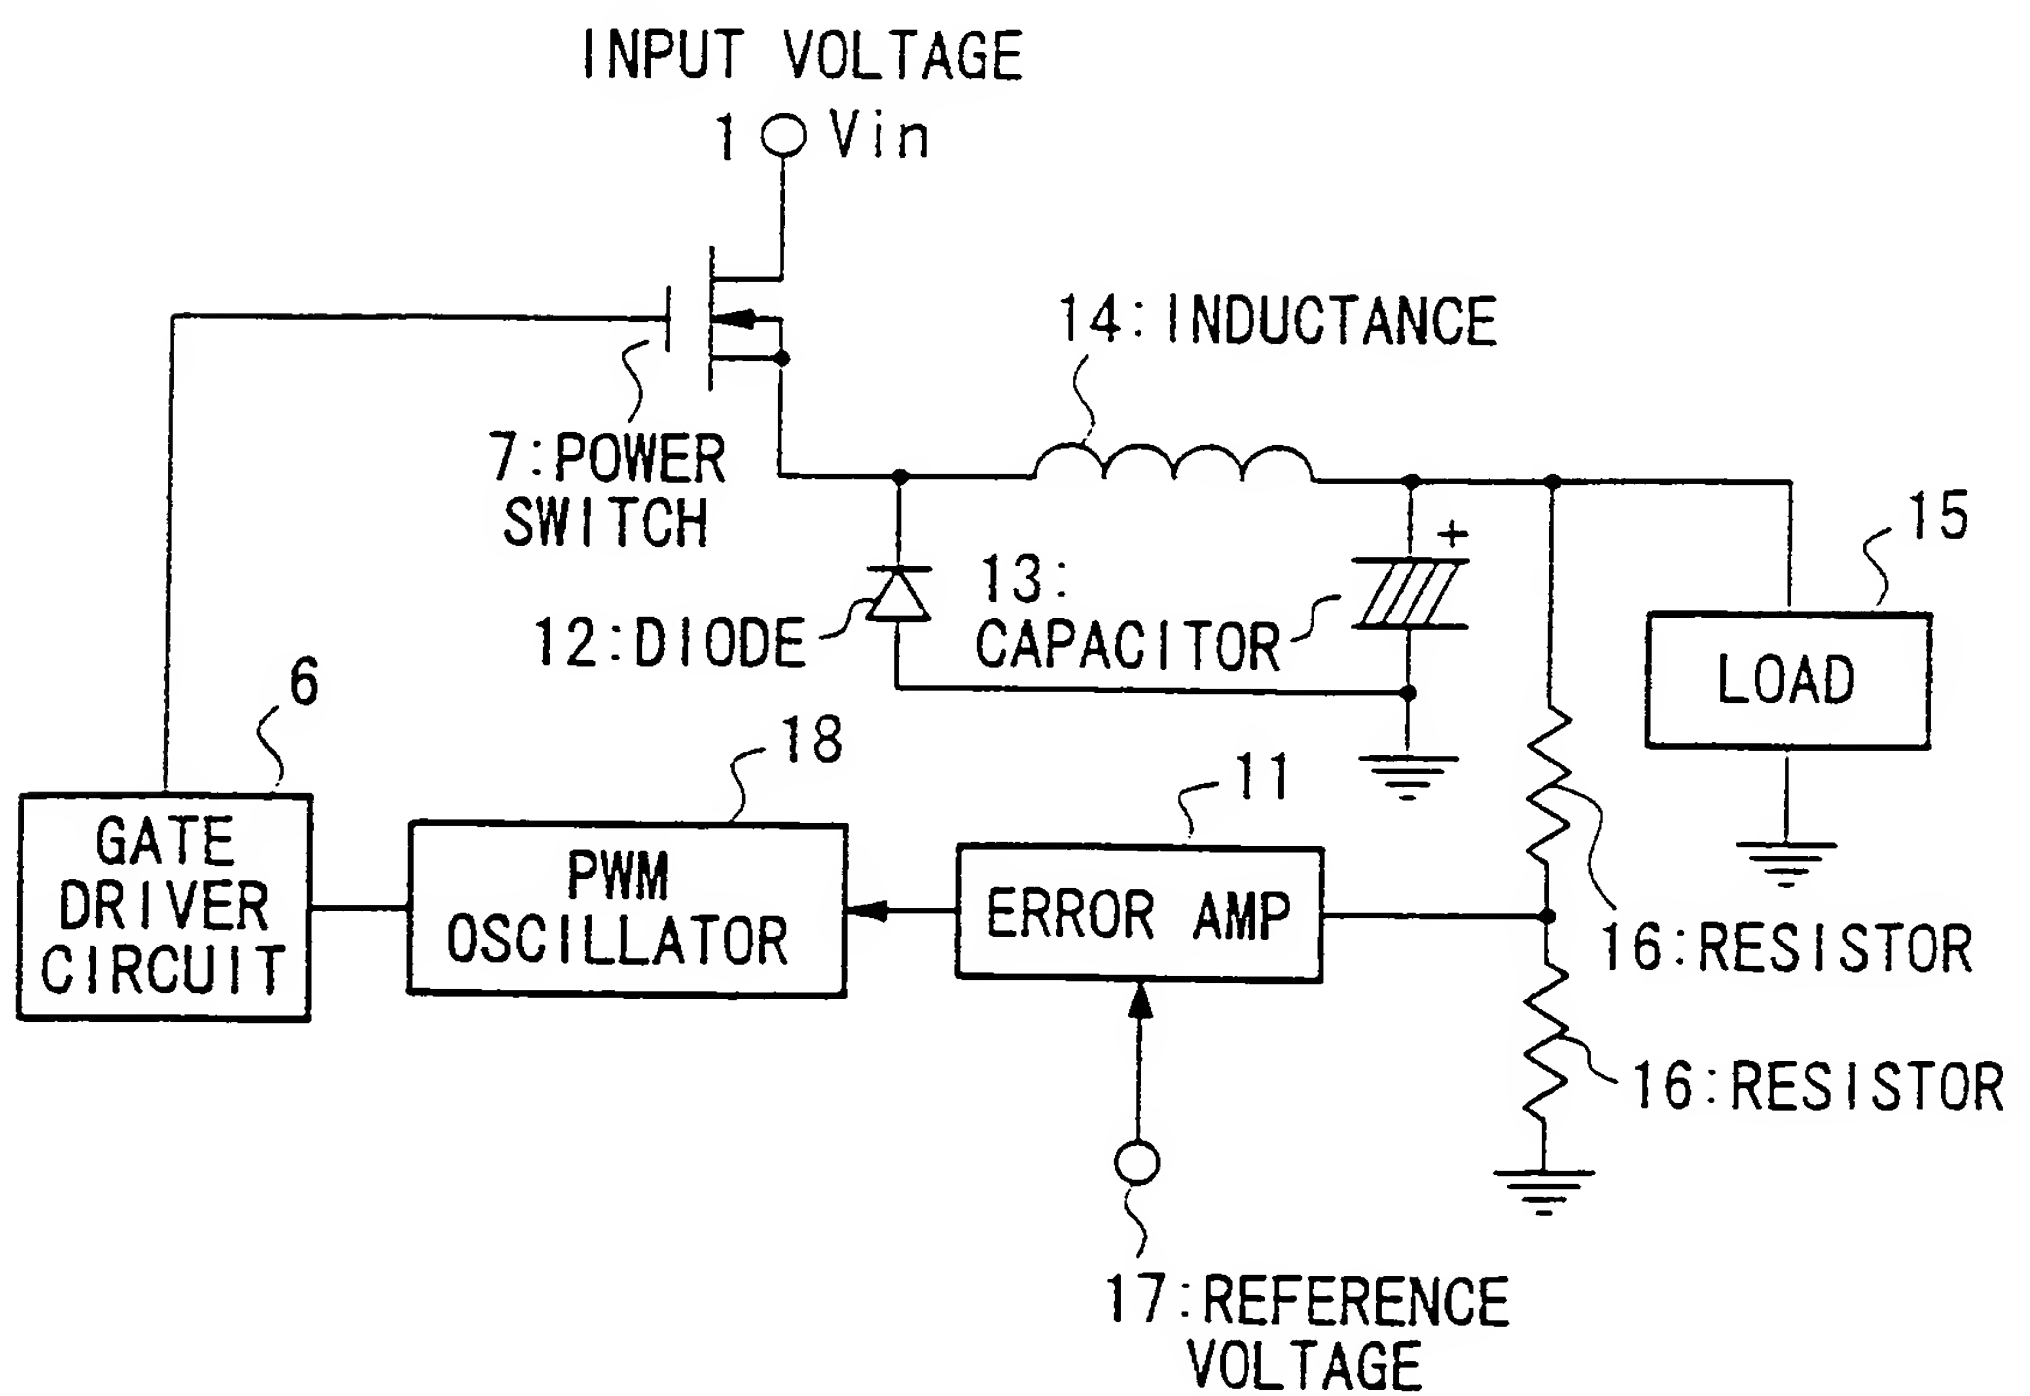 INPUT VOLTAGE
1 Vin
14:INDUCTANCE
7:POWER
SWITCH
15
+
13:
CAPACITOR
12:DIODE
LOAD
6
18
11
GATE
DRIVER
CIRCUIT
PWM
OSCILLATOR
ERROR AMP
16:RESISTOR
16:RESISTOR
17:REFERENCE
VOLTAGE